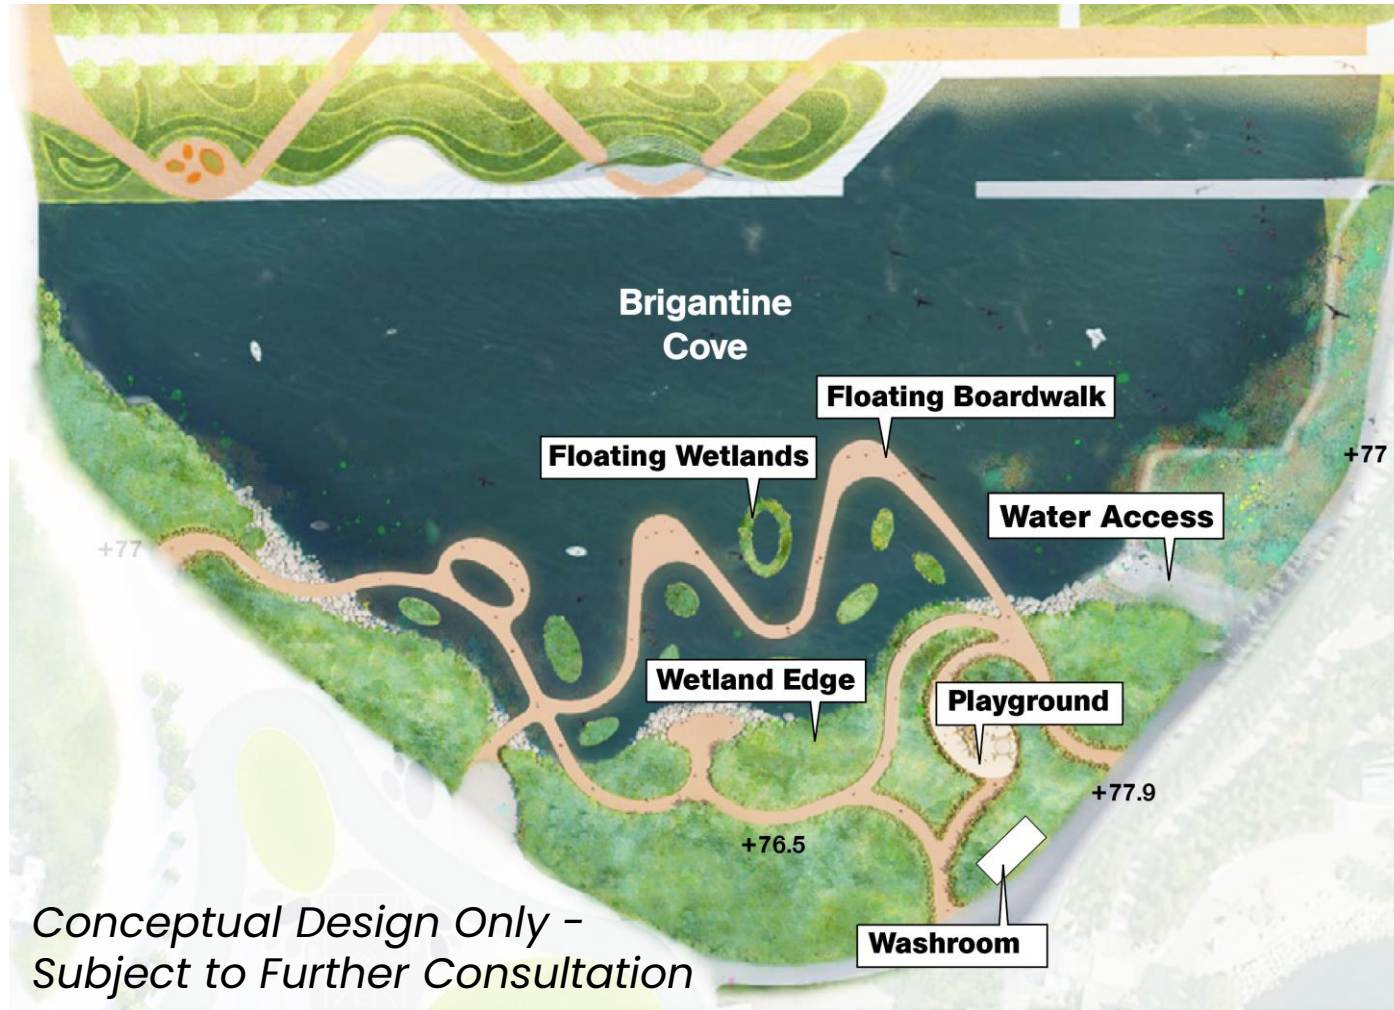 Brigantine
Cove
Floating Boardwalk
Floating Wetlands
+77
Water Access
+77
Wetland Edge
Playground
+77.9
+76.5
Washroom
Conceptual Design Only -
Subject to Further Consultation